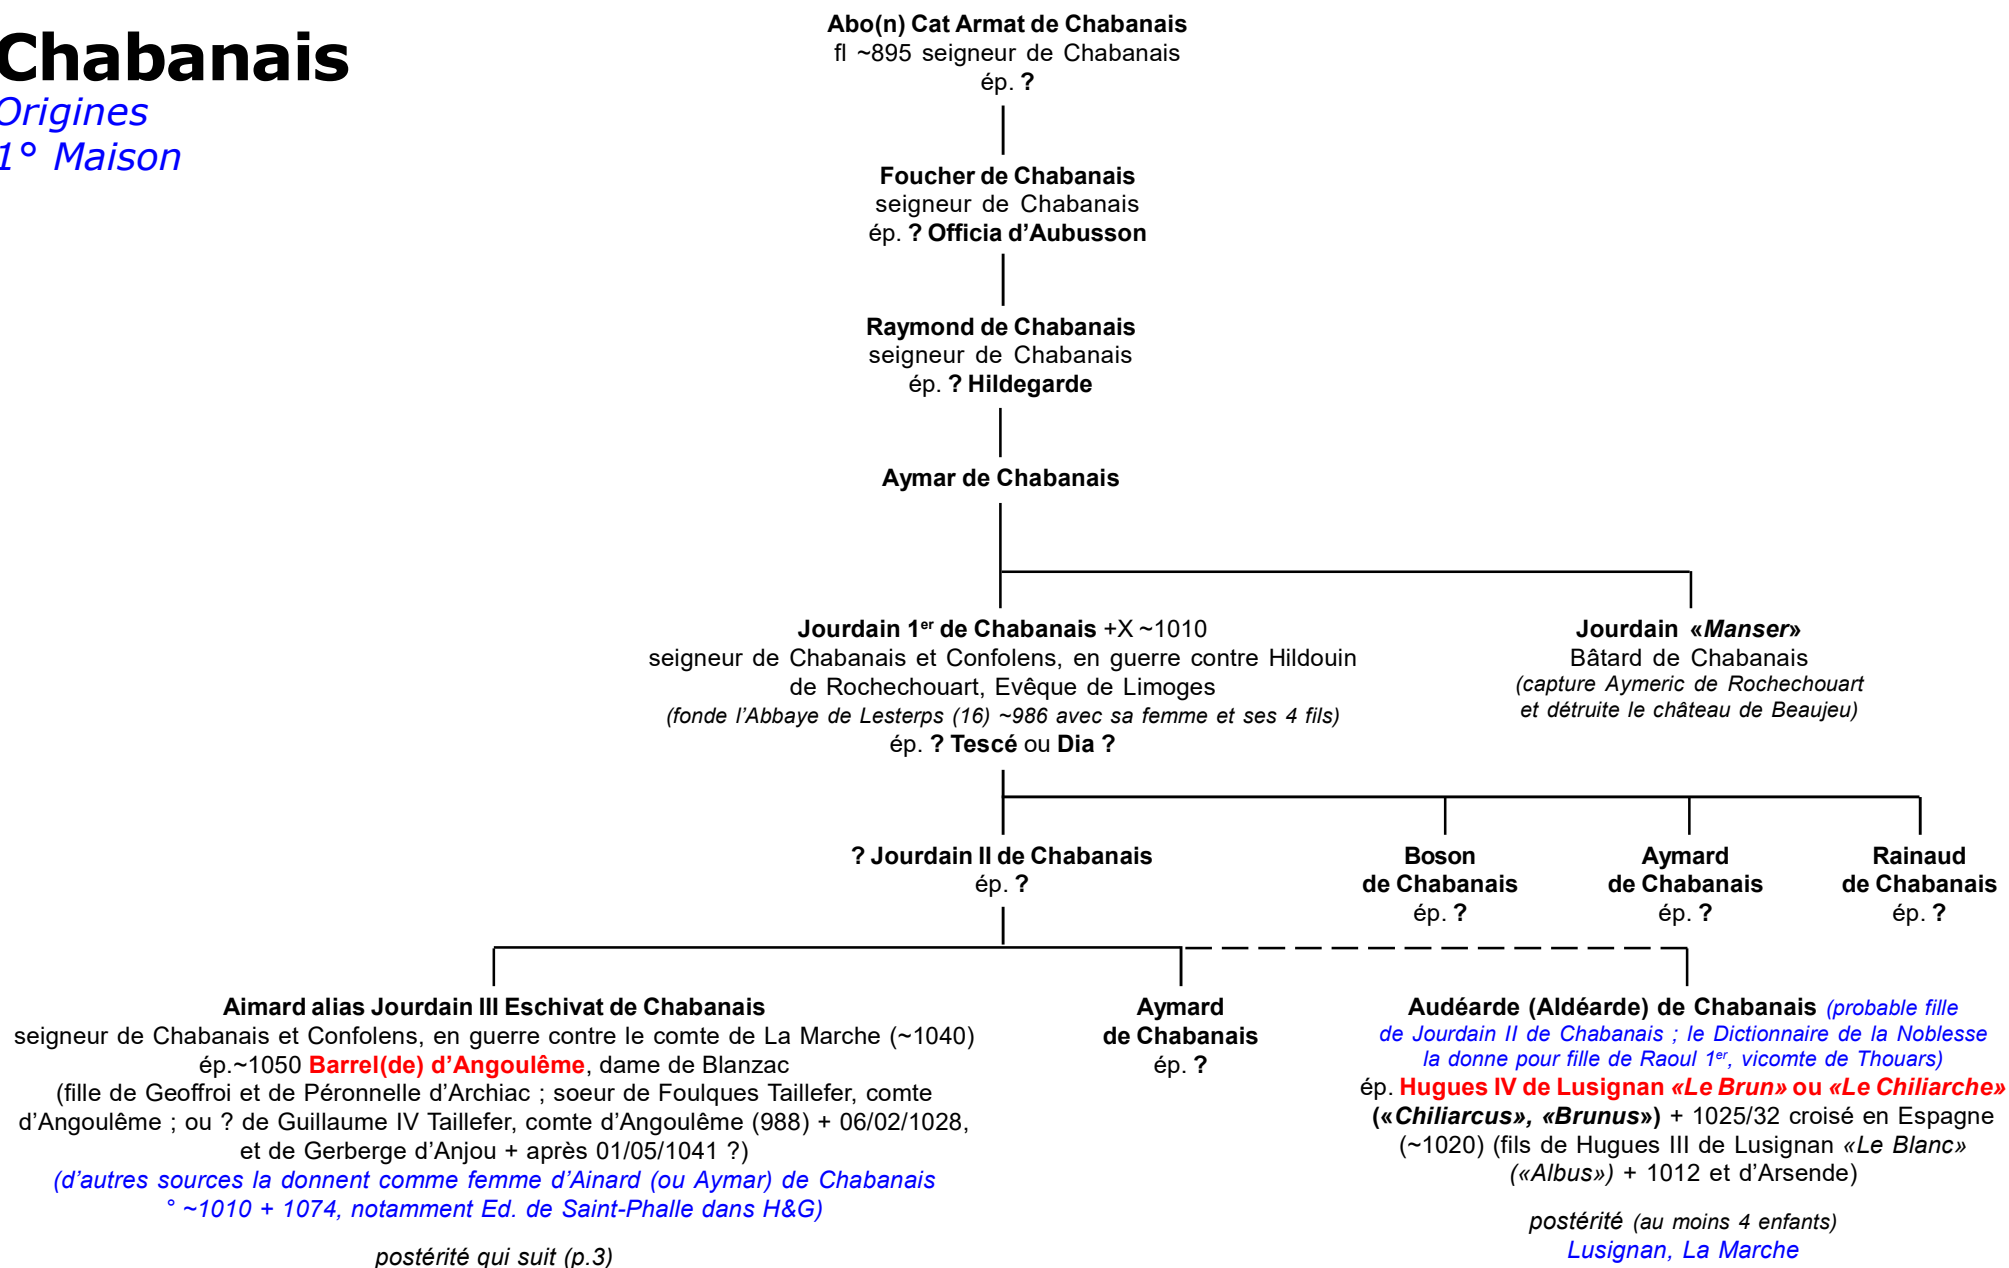 Chabanais
Origines
1° Maison
Abo(n) Cat Armat de Chabanais
fl ~895 seigneur de Chabanais
ép. ?
Foucher de Chabanais
seigneur de Chabanais
ép. ? Officia d’Aubusson
Raymond de Chabanais
seigneur de Chabanais
ép. ? Hildegarde
Aymar de Chabanais
Jourdain 1er de Chabanais +X ~1010
seigneur de Chabanais et Confolens, en guerre contre Hildouin
de Rochechouart, Evêque de Limoges
(fonde l’Abbaye de Lesterps (16) ~986 avec sa femme et ses 4 fils)
ép. ? Tescé ou Dia ?
Jourdain «Manser»
Bâtard de Chabanais
(capture Aymeric de Rochechouart
et détruite le château de Beaujeu)
? Jourdain II de Chabanais
ép. ?
Boson
de Chabanais
ép. ?
Aymard
de Chabanais
ép. ?
Rainaud
de Chabanais
ép. ?
Aimard alias Jourdain III Eschivat de Chabanais
seigneur de Chabanais et Confolens, en guerre contre le comte de La Marche (~1040)
ép.~1050 Barrel(de) d’Angoulême, dame de Blanzac
(fille de Geoffroi et de Péronnelle d’Archiac ; soeur de Foulques Taillefer, comte
d’Angoulême ; ou ? de Guillaume IV Taillefer, comte d’Angoulême (988) + 06/02/1028,
et de Gerberge d’Anjou + après 01/05/1041 ?)
(d’autres sources la donnent comme femme d’Ainard (ou Aymar) de Chabanais
° ~1010 + 1074, notamment Ed. de Saint-Phalle dans H&G)
postérité qui suit (p.3)
Aymard
de Chabanais
ép. ?
Audéarde (Aldéarde) de Chabanais (probable fille
de Jourdain II de Chabanais ; le Dictionnaire de la Noblesse
la donne pour fille de Raoul 1er, vicomte de Thouars)
ép. Hugues IV de Lusignan «Le Brun» ou «Le Chiliarche»
(«Chiliarcus», «Brunus») + 1025/32 croisé en Espagne
(~1020) (fils de Hugues III de Lusignan «Le Blanc»
(«Albus») + 1012 et d’Arsende)
postérité (au moins 4 enfants)
Lusignan, La Marche